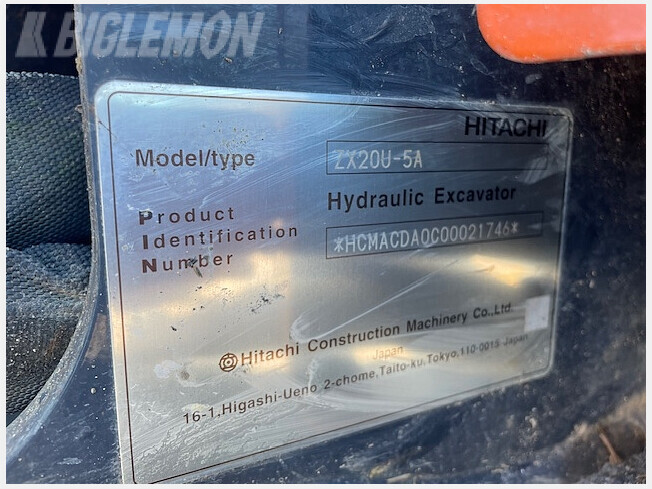 BIGLEMON
HITACHI
Model/type ZX20U-5A
Hydraulic Excavator
Product
Identification
Number
*HCMACDA0C00021746*
Hitachi Construction Machinery Co.,Ltd.
Japan
16-1,Higashi-Ueno 2-chome,Taito-ku,Tokyo,110-0015 Japan